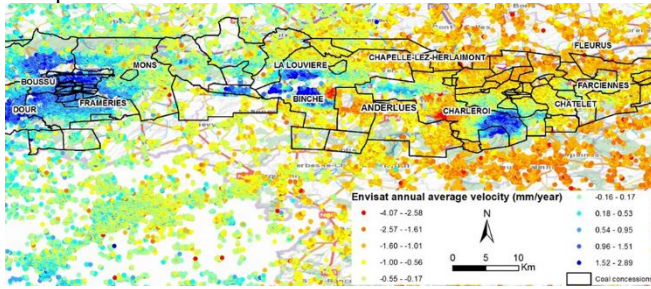 FLEURUS
CHAPELLE-LEZ-HERLAIMONT
MONS
LA LOUVIERE
BOUSSU
FARCIENNES
BINCHE
CHATELET
DOUR
FRAMERIES
ANDERLUES
CHARLEROI
Envisat annual average velocity (mm/year)
-4.07 - -2.58
-2.57 - -1.61
-1.60 - -1.01
-1.00 - -0.56
-0.55 - -0.17
-0.16 - 0.17
0.18 - 0.53
0.54 - 0.95
0.96 - 1.51
1.52 - 2.89
N
0 5 10
Km
Coal concessions